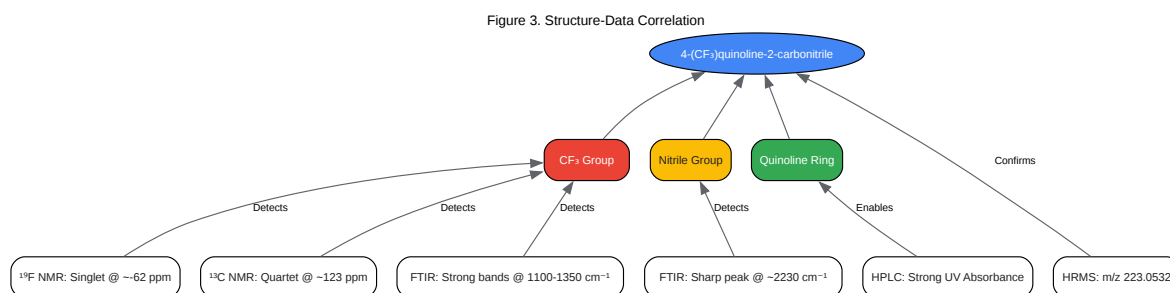 Figure 3. Structure-Data Correlation
4-(CF₃)quinoline-2-carbonitrile
CF₃ Group
Nitrile Group
Quinoline Ring
Confirms
Detects
Detects
Detects
Detects
Enables
¹⁹F NMR: Singlet @ ~-62 ppm
¹³C NMR: Quartet @ ~123 ppm
FTIR: Strong bands @ 1100-1350 cm⁻¹
FTIR: Sharp peak @ ~2230 cm⁻¹
HPLC: Strong UV Absorbance
HRMS: m/z 223.0532